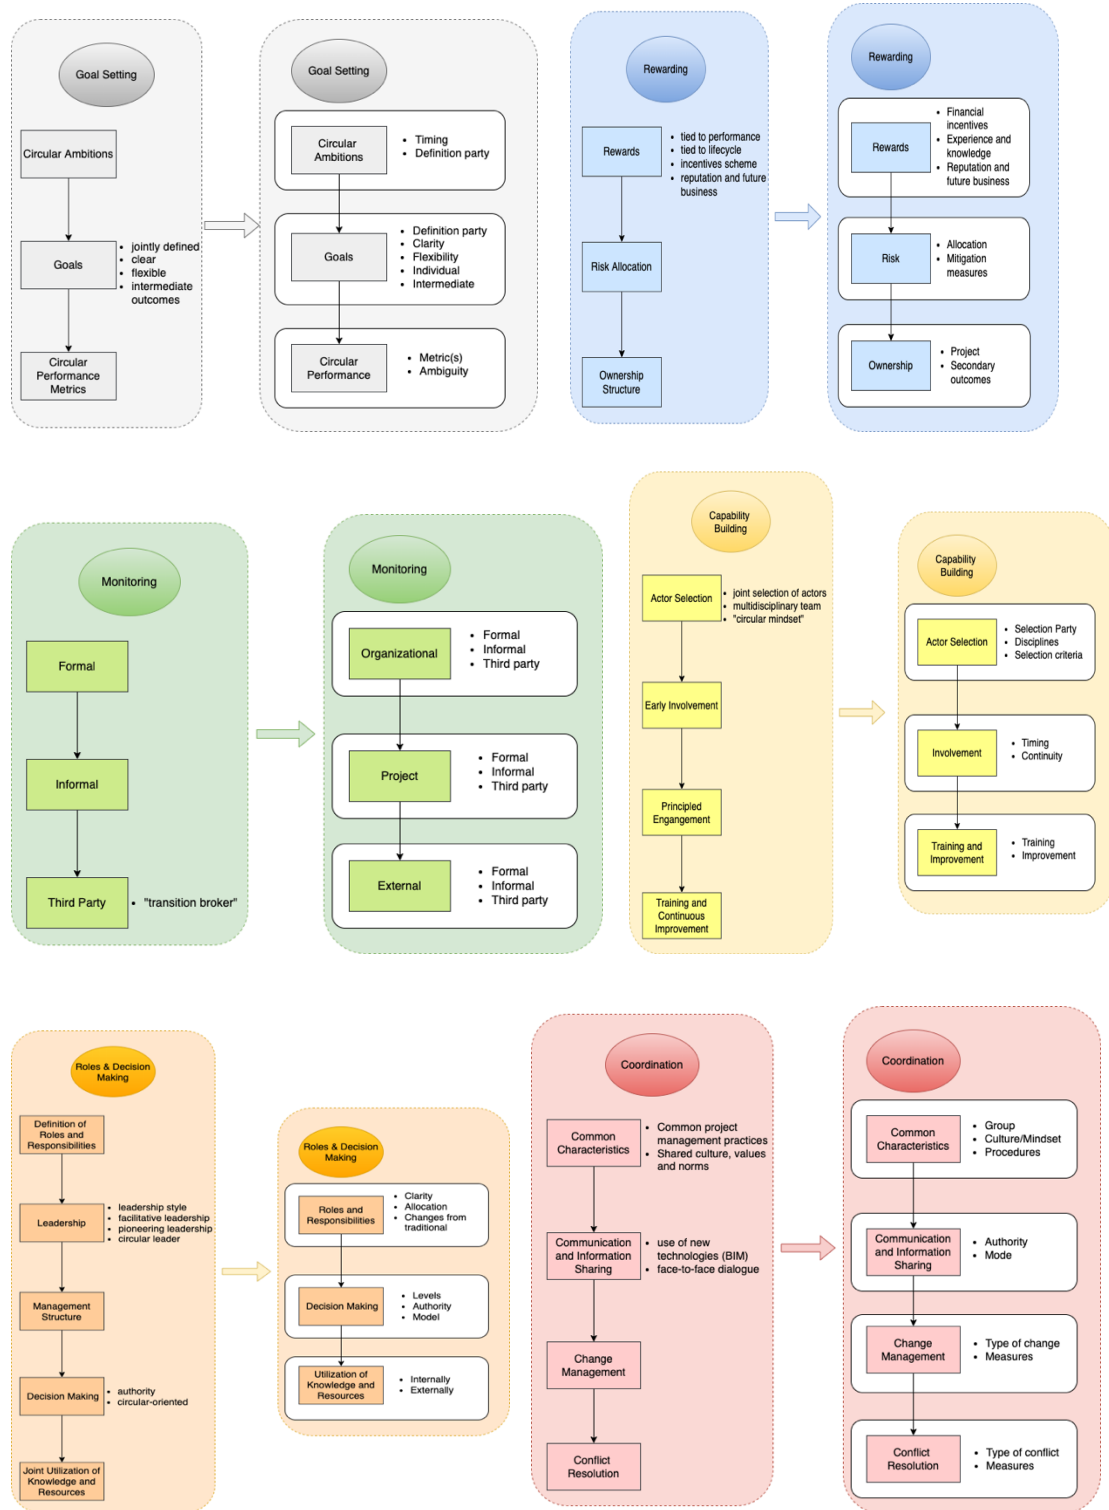 Goal Setting
Circular Ambitions
Goals
• jointly defined
• clear
• flexible
• intermediate
outcomes
Circular
Performance
Metrics
Goal Setting
Circular
Ambitions
• Timing
• Definition party
Goals
• Definition party
• Clarity
• Flexibility
• Individual
• Intermediate
Circular
Performance
• Metric(s)
• Ambiguity
Rewarding
Rewards
• tied to performance
• tied to lifecycle
• incentives scheme
• reputation and future
business
Risk Allocation
Ownership
Structure
Rewarding
Rewards
• Financial
incentives
• Experience and
knowledge
• Reputation and
future business
Risk
• Allocation
• Mitigation
measures
Ownership
• Project
• Secondary
outcomes
Monitoring
Formal
Informal
Third Party
• "transition broker"
Monitoring
Organizational
• Formal
• Informal
• Third party
Project
• Formal
• Informal
• Third party
External
• Formal
• Informal
• Third party
Capability
Building
Actor Selection
• joint selection of actors
• multidisciplinary team
• "circular mindset"
Early Involvement
Principled
Engangement
Training and
Continuous
Improvement
Capability
Building
Actor Selection
• Selection Party
• Disciplines
• Selection criteria
Involvement
• Timing
• Continuity
Training and
Improvement
• Training
• Improvement
Roles & Decision
Making
Definition of
Roles and
Responsibilities
Leadership
• leadership style
• facilitative leadership
• pioneering leadership
• circular leader
Management
Structure
Decision Making
• authority
• circular-oriented
Joint Utilization of
Knowledge and
Resources
Roles & Decision
Making
Roles and
Responsibilities
• Clarity
• Allocation
• Changes from
traditional
Decision Making
• Levels
• Authority
• Model
Utilization of
Knowledge and
Resources
• Internally
• Externally
Coordination
Common
Characteristics
• Common project
management practices
• Shared culture, values
and norms
Communication
and Information
Sharing
• use of new
technologies (BIM)
• face-to-face dialogue
Change
Management
Conflict
Resolution
Coordination
Common
Characteristics
• Group
• Culture/Mindset
• Procedures
Communication
and Information
Sharing
• Authority
• Mode
Change
Management
• Type of change
• Measures
Conflict
Resolution
• Type of conflict
• Measures